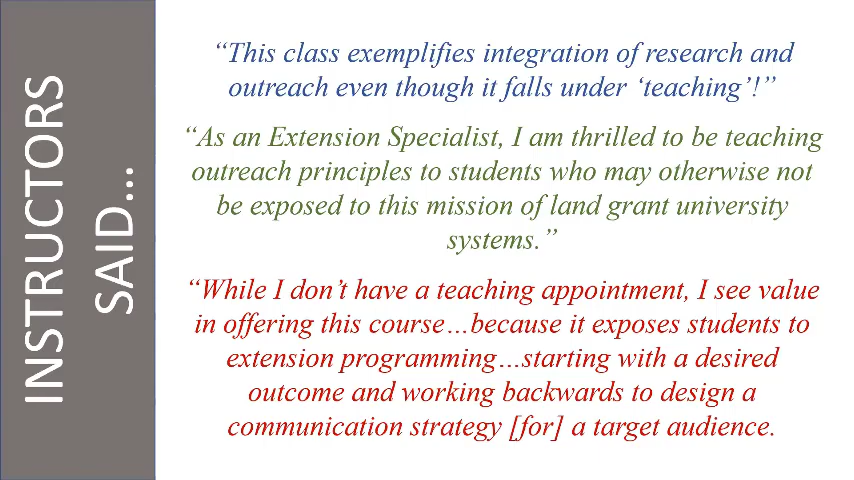 INSTRUCTORS
SAID...
“This class exemplifies integration of research and
outreach even though it falls under ‘teaching’!”
“As an Extension Specialist, I am thrilled to be teaching
outreach principles to students who may otherwise not
be exposed to this mission of land grant university
systems.”
“While I don’t have a teaching appointment, I see value
in offering this course…because it exposes students to
extension programming…starting with a desired
outcome and working backwards to design a
communication strategy [for] a target audience.